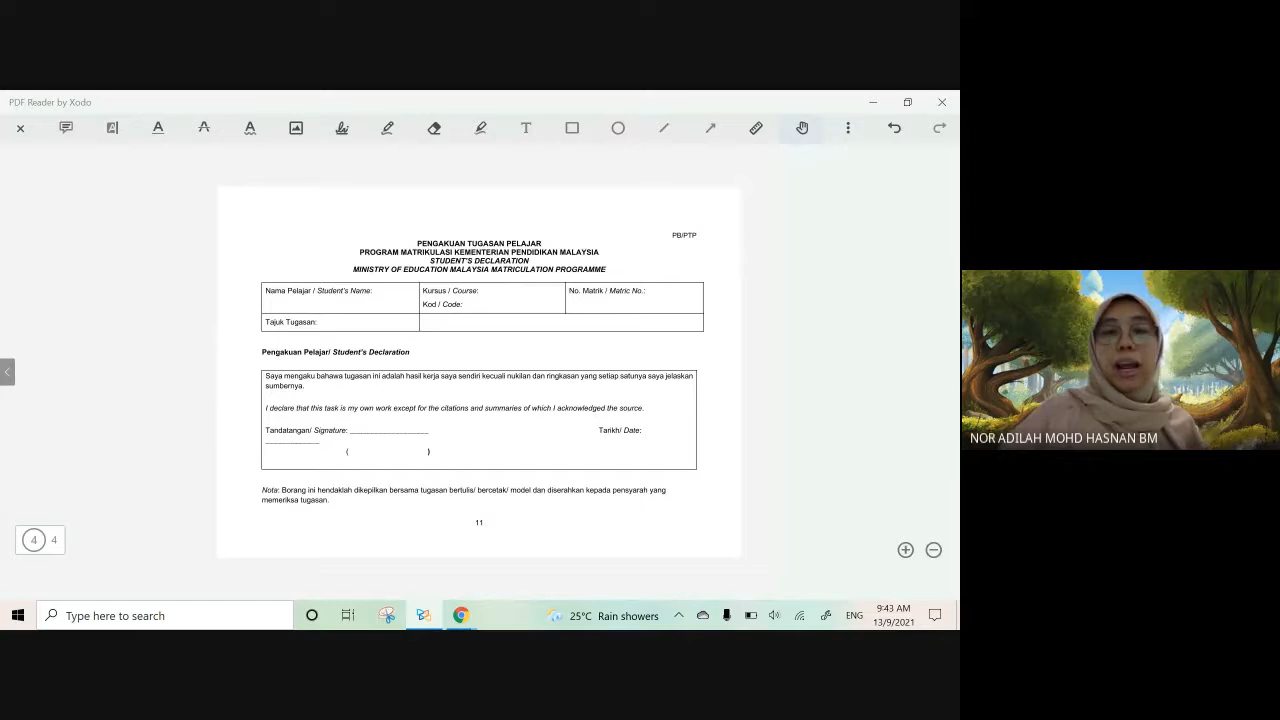 PDF Reader by Xodo
PB/PTP
PENGAKUAN TUGASAN PELAJAR
PROGRAM MATRIKULASI KEMENTERIAN PENDIDIKAN MALAYSIA
STUDENT'S DECLARATION
MINISTRY OF EDUCATION MALAYSIA MATRICULATION PROGRAMME
Nama Pelajar / Student's Name:
Kursus / Course:
Kod / Code:
No. Matrik / Matric No.:
Tajuk Tugasan:
Pengakuan Pelajar/ Student's Declaration
Saya mengaku bahawa tugasan ini adalah hasil kerja saya sendiri kecuali nukilan dan ringkasan yang setiap satunya saya jelaskan
sumbernya.
I declare that this task is my own work except for the citations and summaries of which I acknowledged the source.
Tandatangan/ Signature: ____________________ Tarikh/ Date:
______________
( )
Nota: Borang ini hendaklah dikepilkan bersama tugasan bertulis/ bercetak/ model dan diserahkan kepada pensyarah yang
memeriksa tugasan.
11
4 4
NOR ADILAH MOHD HASNAN BM
Type here to search
25°C Rain showers
ENG
9:43 AM
13/9/2021